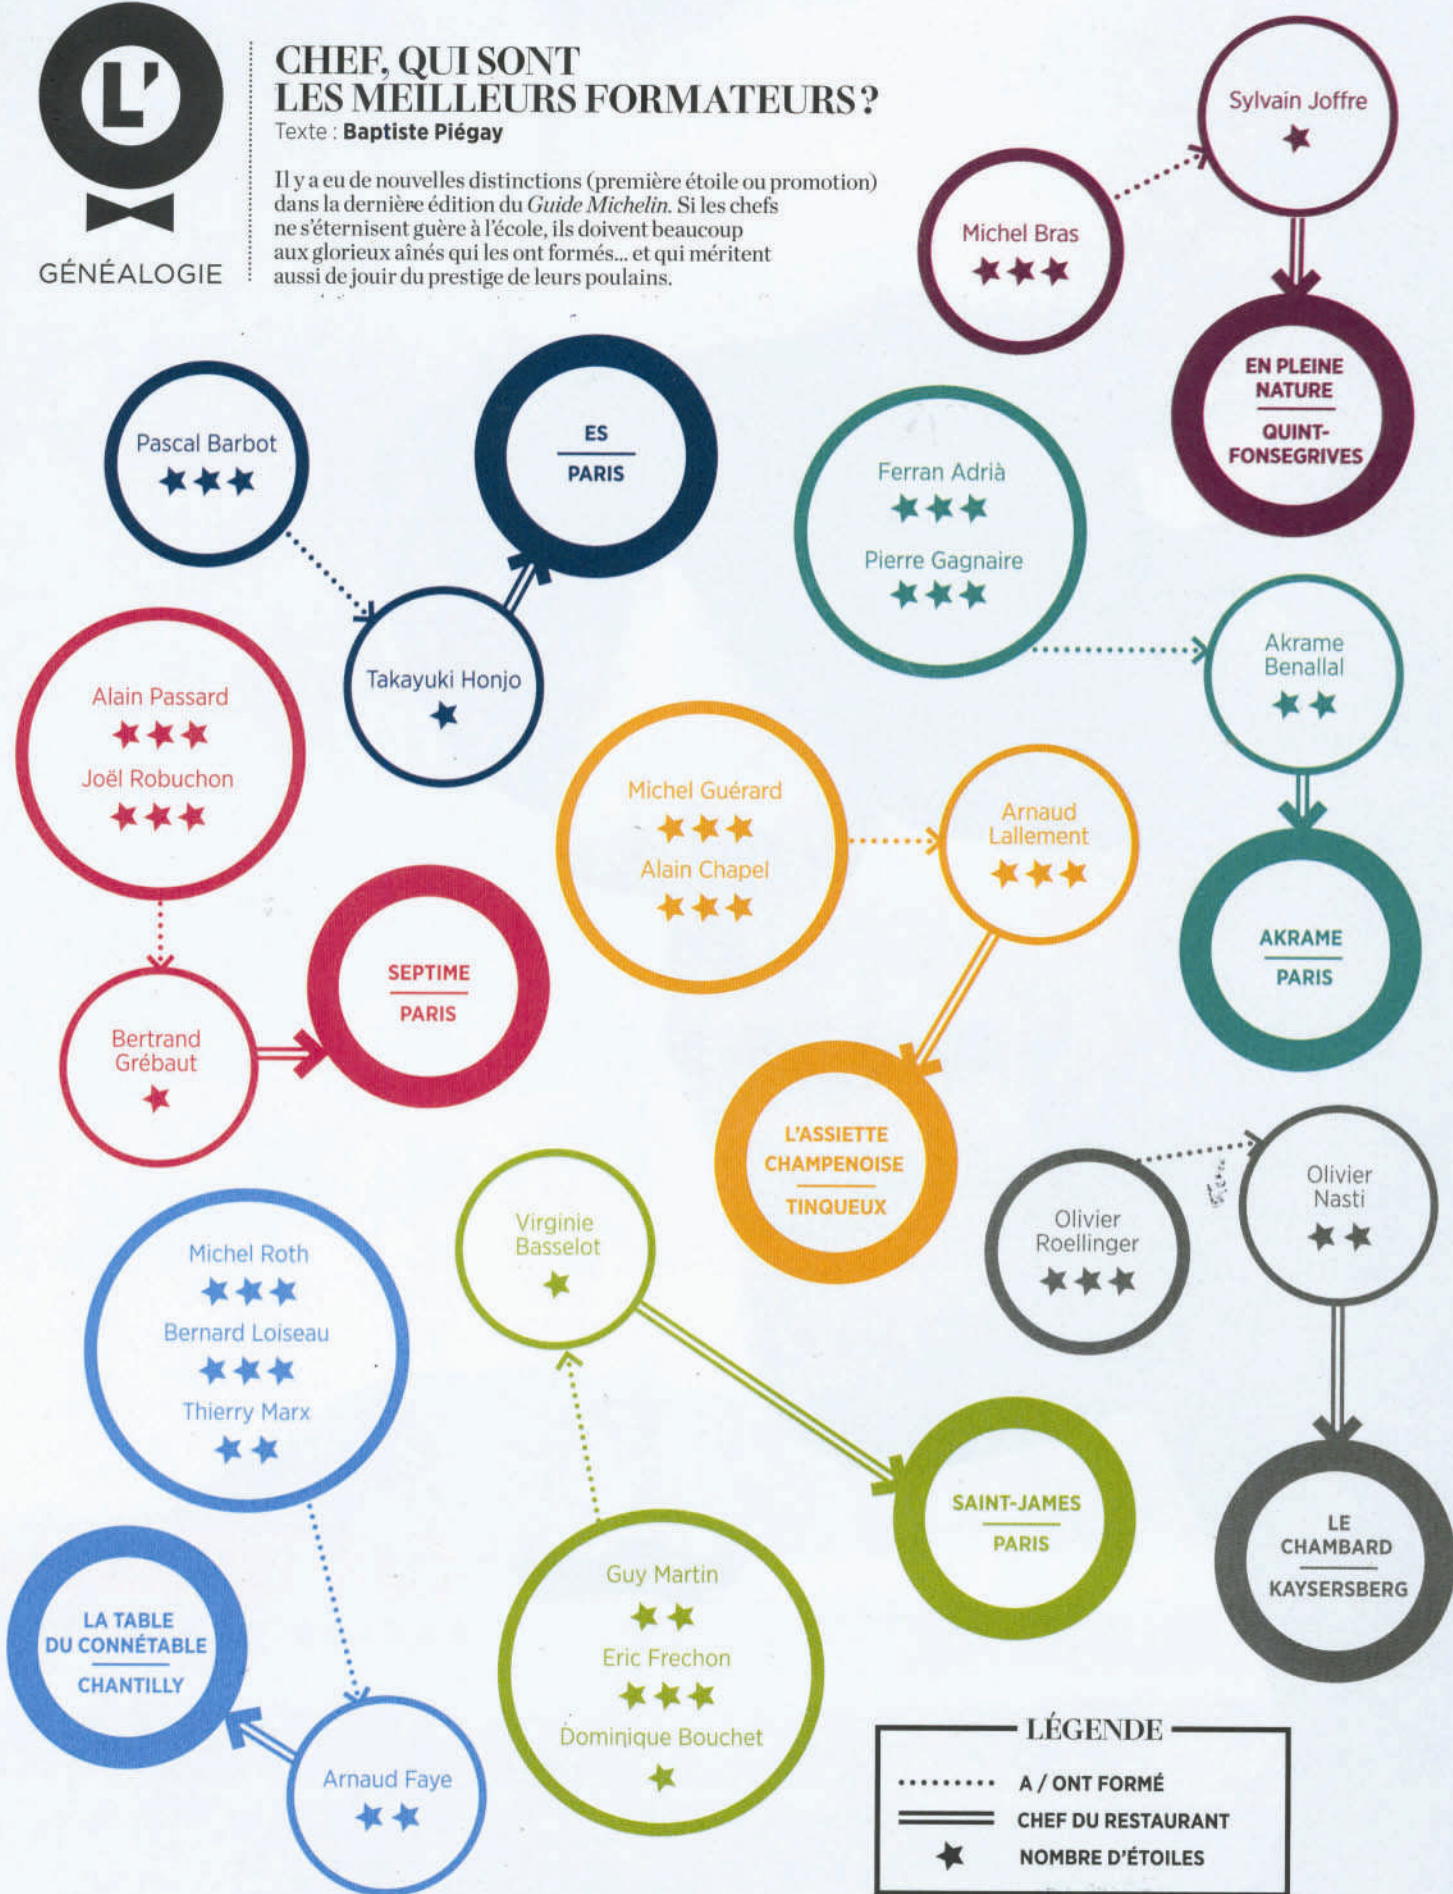 L'
GÉNÉALOGIE
CHEF, QUI SONT
LES MEILLEURS FORMATEURS ?
Texte : Baptiste Piégay
Il y a eu de nouvelles distinctions (première étoile ou promotion)
dans la dernière édition du Guide Michelin. Si les chefs
ne s'éternisent guère à l'école, ils doivent beaucoup
aux glorieux aînés qui les ont formés... et qui méritent
aussi de jouir du prestige de leurs poulains.
Sylvain Joffre
Michel Bras
EN PLEINE
NATURE
QUINT-
FONSEGRIVES
Pascal Barbot
ES
PARIS
Takayuki Honjo
Ferran Adrià
Pierre Gagnaire
Akrame
Benallal
AKRAME
PARIS
Alain Passard
Joël Robuchon
Bertrand
Grébaut
SEPTIME
PARIS
Michel Guérard
Alain Chapel
Arnaud
Lallement
L'ASSIETTE
CHAMPENOISE
TINQUEUX
Olivier
Roellinger
Olivier
Nasti
LE
CHAMBARD
KAYSERSBERG
Michel Roth
Bernard Loiseau
Thierry Marx
LA TABLE
DU CONNÉTABLE
CHANTILLY
Arnaud Faye
Virginie
Basselot
SAINT-JAMES
PARIS
Guy Martin
Eric Frechon
Dominique Bouchet
LÉGENDE
A / ONT FORMÉ
CHEF DU RESTAURANT
NOMBRE D'ÉTOILES